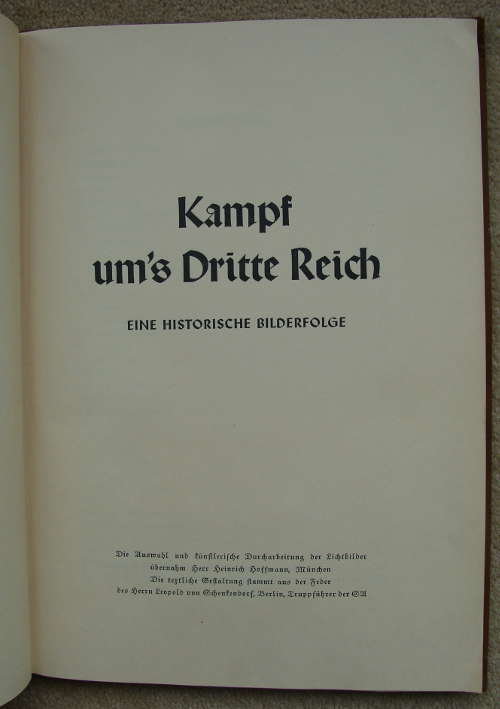 Kampf
um's Dritte Reich
EINE HISTORISCHE BILDERFOLGE
Die Auswahl und künstlerische Durcharbeitung der Lichtbilder
übernahm Herr Heinrich Hoffmann, München
Die textliche Gestaltung stammt aus der Feder
des Herrn Leopold von Schenkendorf, Berlin, Truppführer der SA